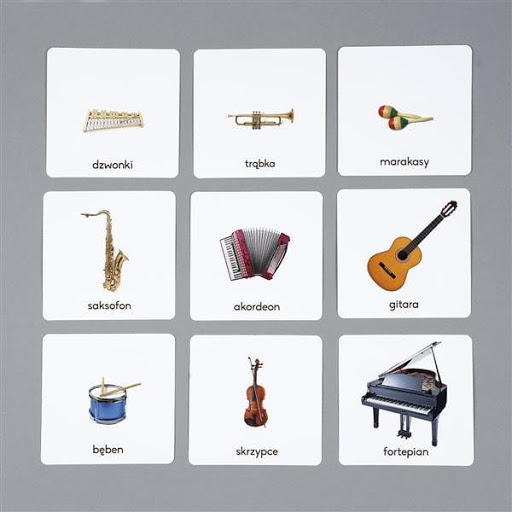 dzwonki
trąbka
marakasy
saksofon
akordeon
gitara
bęben
skrzypce
fortepian